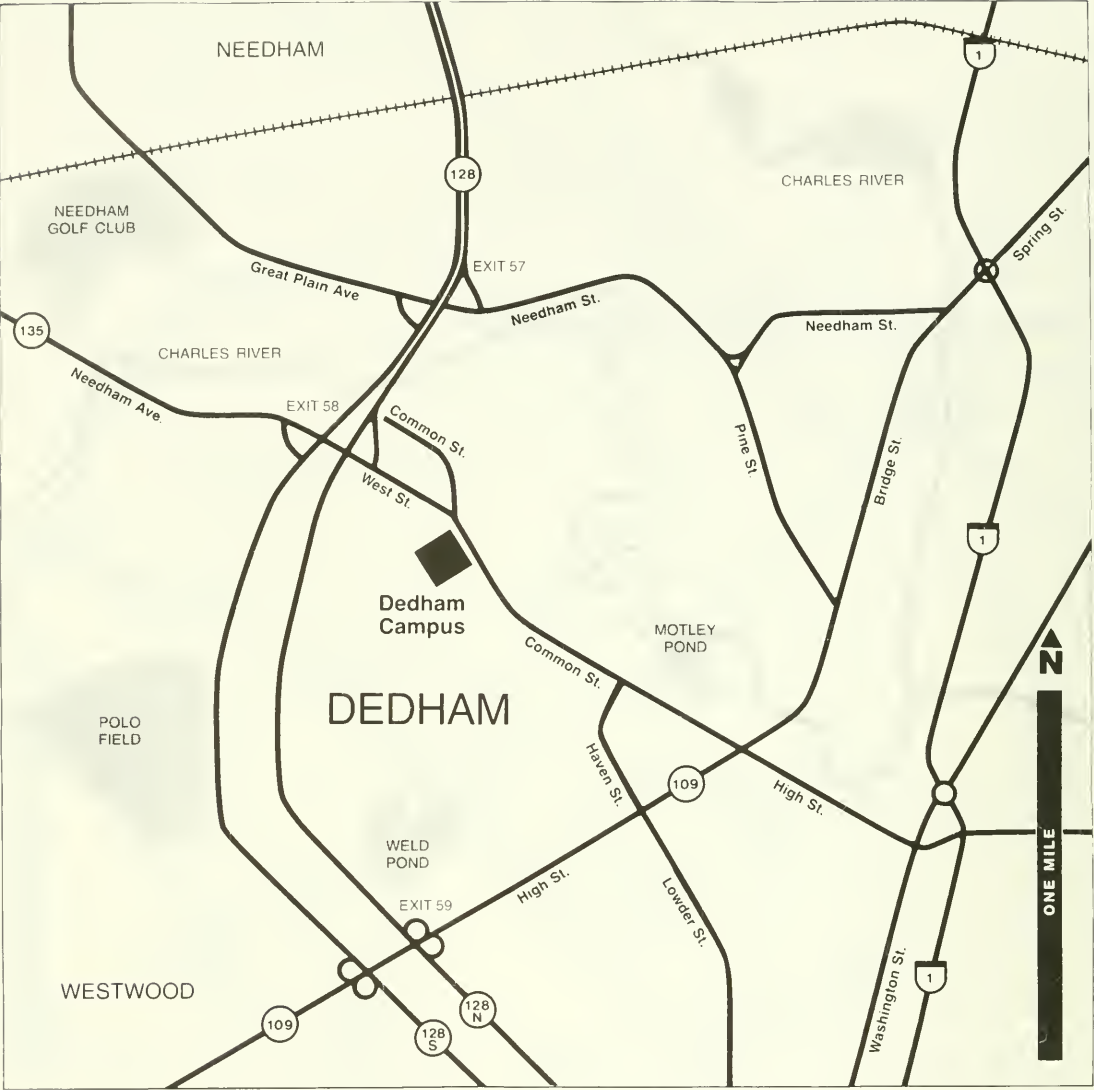 NEEDHAM
1
128
CHARLES RIVER
NEEDHAM
GOLF CLUB
Spring St.
Great Plain Ave
EXIT 57
Needham St.
Needham St.
135
CHARLES RIVER
Needham Ave.
EXIT 58
Common St.
Pine St.
Bridge St.
West St.
1
Dedham
Campus
MOTLEY
POND
N
Common St.
DEDHAM
POLO
FIELD
Haven St.
109
High St.
WELD
POND
ONE MILE
High St.
EXIT 59
Lowder St.
WESTWOOD
Washington St.
1
109
128
S
128
N